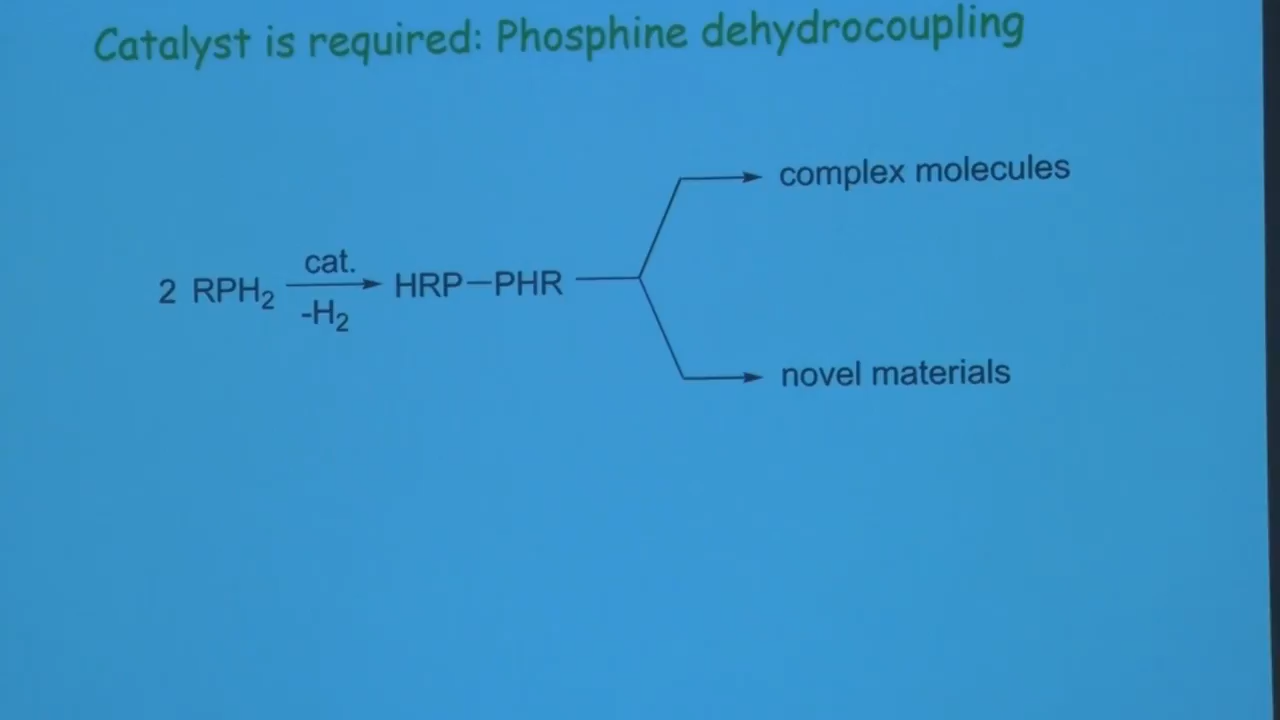 Catalyst is required: Phosphine dehydrocoupling
complex molecules
2 RPH₂ cat. -H₂ HRP—PHR
novel materials